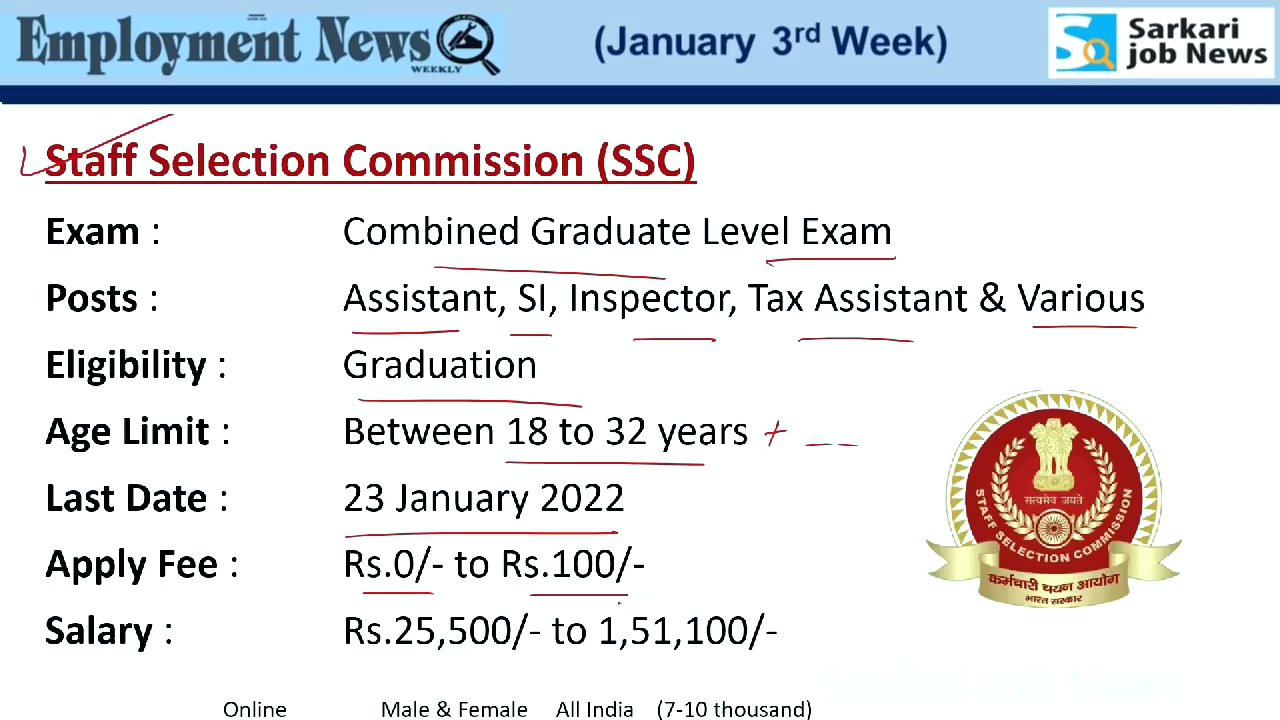 Employment News WEEKLY
(January 3rd Week)
Sarkari
job News
Staff Selection Commission (SSC)
Exam : Combined Graduate Level Exam
Posts : Assistant, SI, Inspector, Tax Assistant & Various
Eligibility : Graduation
Age Limit : Between 18 to 32 years +
Last Date : 23 January 2022
Apply Fee : Rs.0/- to Rs.100/-
Salary : Rs.25,500/- to 1,51,100/-
सत्यमेव जयते
STAFF SELECTION COMMISSION
कर्मचारी चयन आयोग
भारत सरकार
Online Male & Female All India (7-10 thousand)